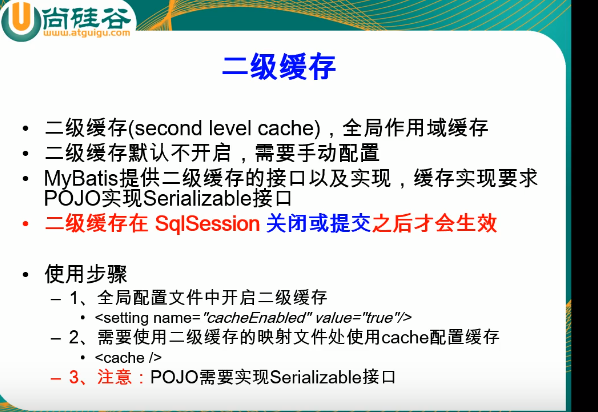 尚硅谷
www.atguigu.com
二级缓存
• 二级缓存(second level cache)，全局作用域缓存
• 二级缓存默认不开启，需要手动配置
• MyBatis提供二级缓存的接口以及实现，缓存实现要求
POJO实现Serializable接口
• 二级缓存在 SqlSession 关闭或提交之后才会生效
• 使用步骤
– 1、全局配置文件中开启二级缓存
• <setting name="cacheEnabled" value="true"/>
– 2、需要使用二级缓存的映射文件处使用cache配置缓存
• <cache />
– 3、注意：POJO需要实现Serializable接口